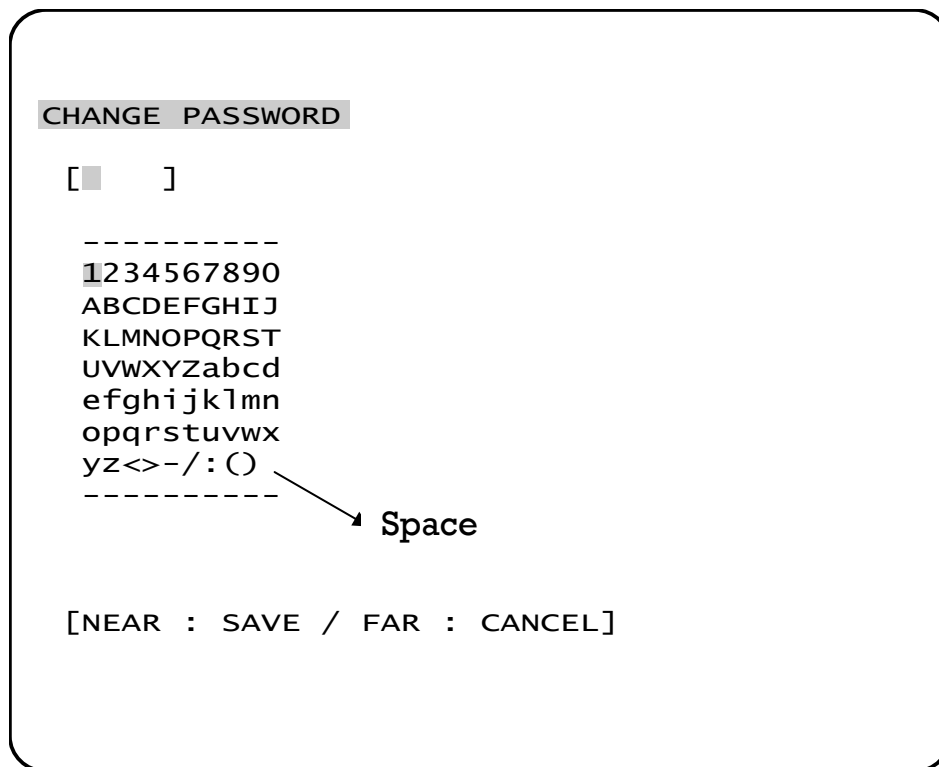 CHANGE PASSWORD
[ ]
----------
1234567890
ABCDEFGHIJ
KLMNOPQRST
UVWXYZabcd
efghijklmn
opqrstuvwx
yz<>-/:()
----------
Space
[NEAR : SAVE / FAR : CANCEL]